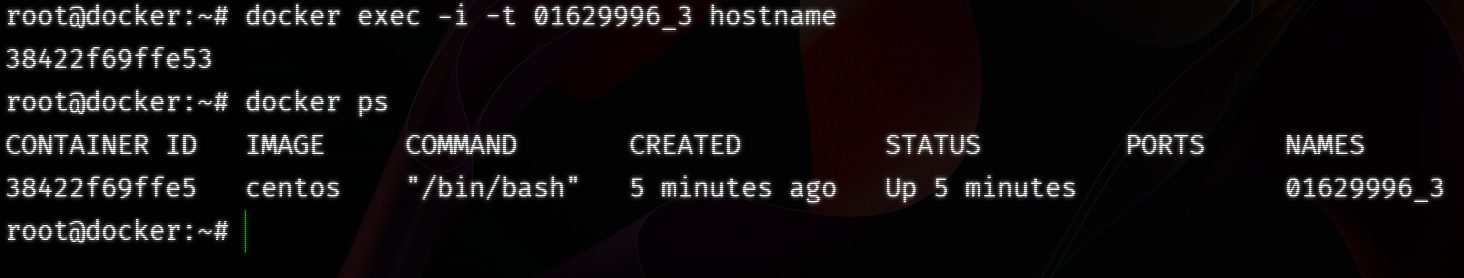 root@docker:~# docker exec -i -t 01629996_3 hostname
38422f69ffe53
root@docker:~# docker ps
CONTAINER ID   IMAGE     COMMAND       CREATED         STATUS         PORTS     NAMES
38422f69ffe5   centos    "/bin/bash"   5 minutes ago   Up 5 minutes             01629996_3
root@docker:~#